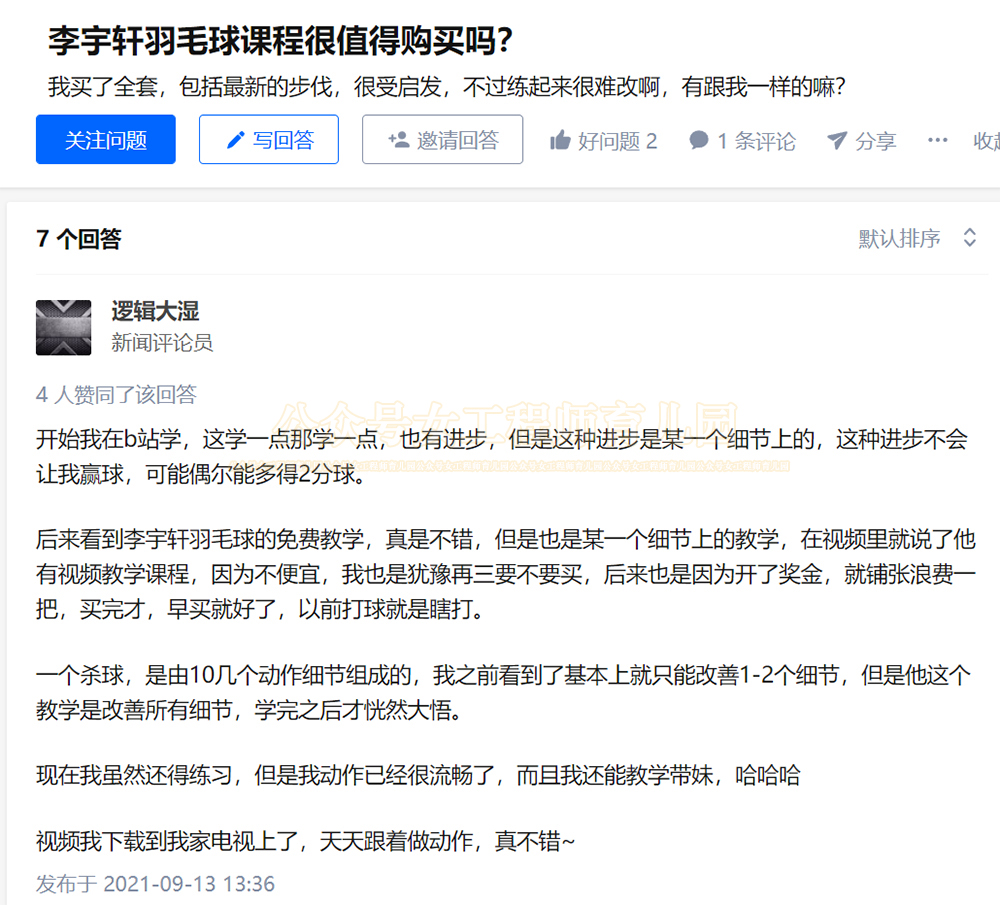 李宇轩羽毛球课程很值得购买吗？
我买了全套，包括最新的步伐，很受启发，不过练起来很难改啊，有跟我一样的嘛？
关注问题 写回答 邀请回答 好问题 2 1 条评论 分享 ··· 收起
7 个回答 默认排序
逻辑大湿
新闻评论员
4 人赞同了该回答
公众号女工程师育儿园
开始我在b站学，这学一点那学一点，也有进步，但是这种进步是某一个细节上的，这种进步不会
让我赢球，可能偶尔能多得2分球。
后来看到李宇轩羽毛球的免费教学，真是不错，但是也是某一个细节上的教学，在视频里就说了他
有视频教学课程，因为不便宜，我也是犹豫再三要不要买，后来也是因为开了奖金，就铺张浪费一
把，买完才，早买就好了，以前打球就是瞎打。
一个杀球，是由10几个动作细节组成的，我之前看到了基本上就只能改善1-2个细节，但是他这个
教学是改善所有细节，学完之后才恍然大悟。
现在我虽然还得练习，但是我动作已经很流畅了，而且我还能教学带妹，哈哈哈
视频我下载到我家电视上了，天天跟着做动作，真不错~
发布于 2021-09-13 13:36